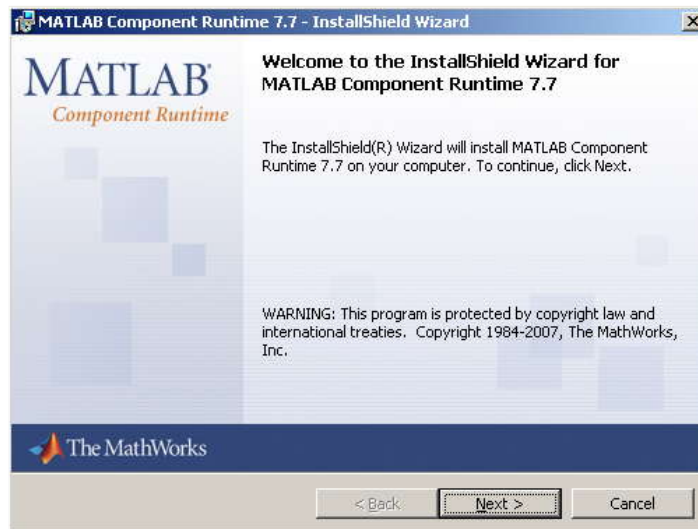 MATLAB Component Runtime 7.7 - InstallShield Wizard
MATLAB®
Component Runtime
Welcome to the InstallShield Wizard for
MATLAB Component Runtime 7.7
The InstallShield(R) Wizard will install MATLAB Component
Runtime 7.7 on your computer. To continue, click Next.
WARNING: This program is protected by copyright law and
international treaties. Copyright 1984-2007, The MathWorks,
Inc.
The MathWorks
< Back
Next >
Cancel